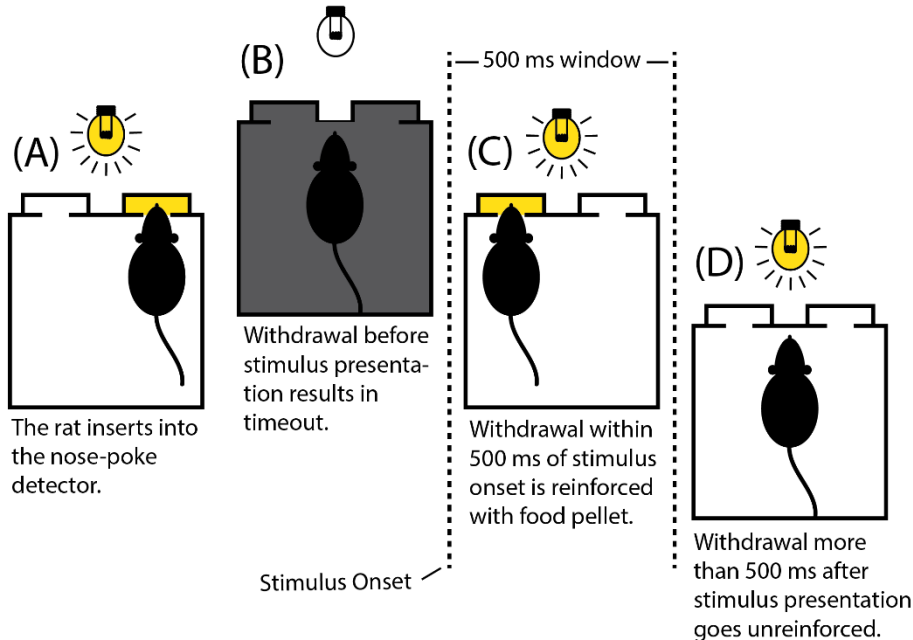 (A)
The rat inserts into
the nose-poke
detector.
(B)
Withdrawal before
stimulus presenta-
tion results in
timeout.
Stimulus Onset
500 ms window
(C)
Withdrawal within
500 ms of stimulus
onset is reinforced
with food pellet.
(D)
Withdrawal more
than 500 ms after
stimulus presentation
goes unreinforced.